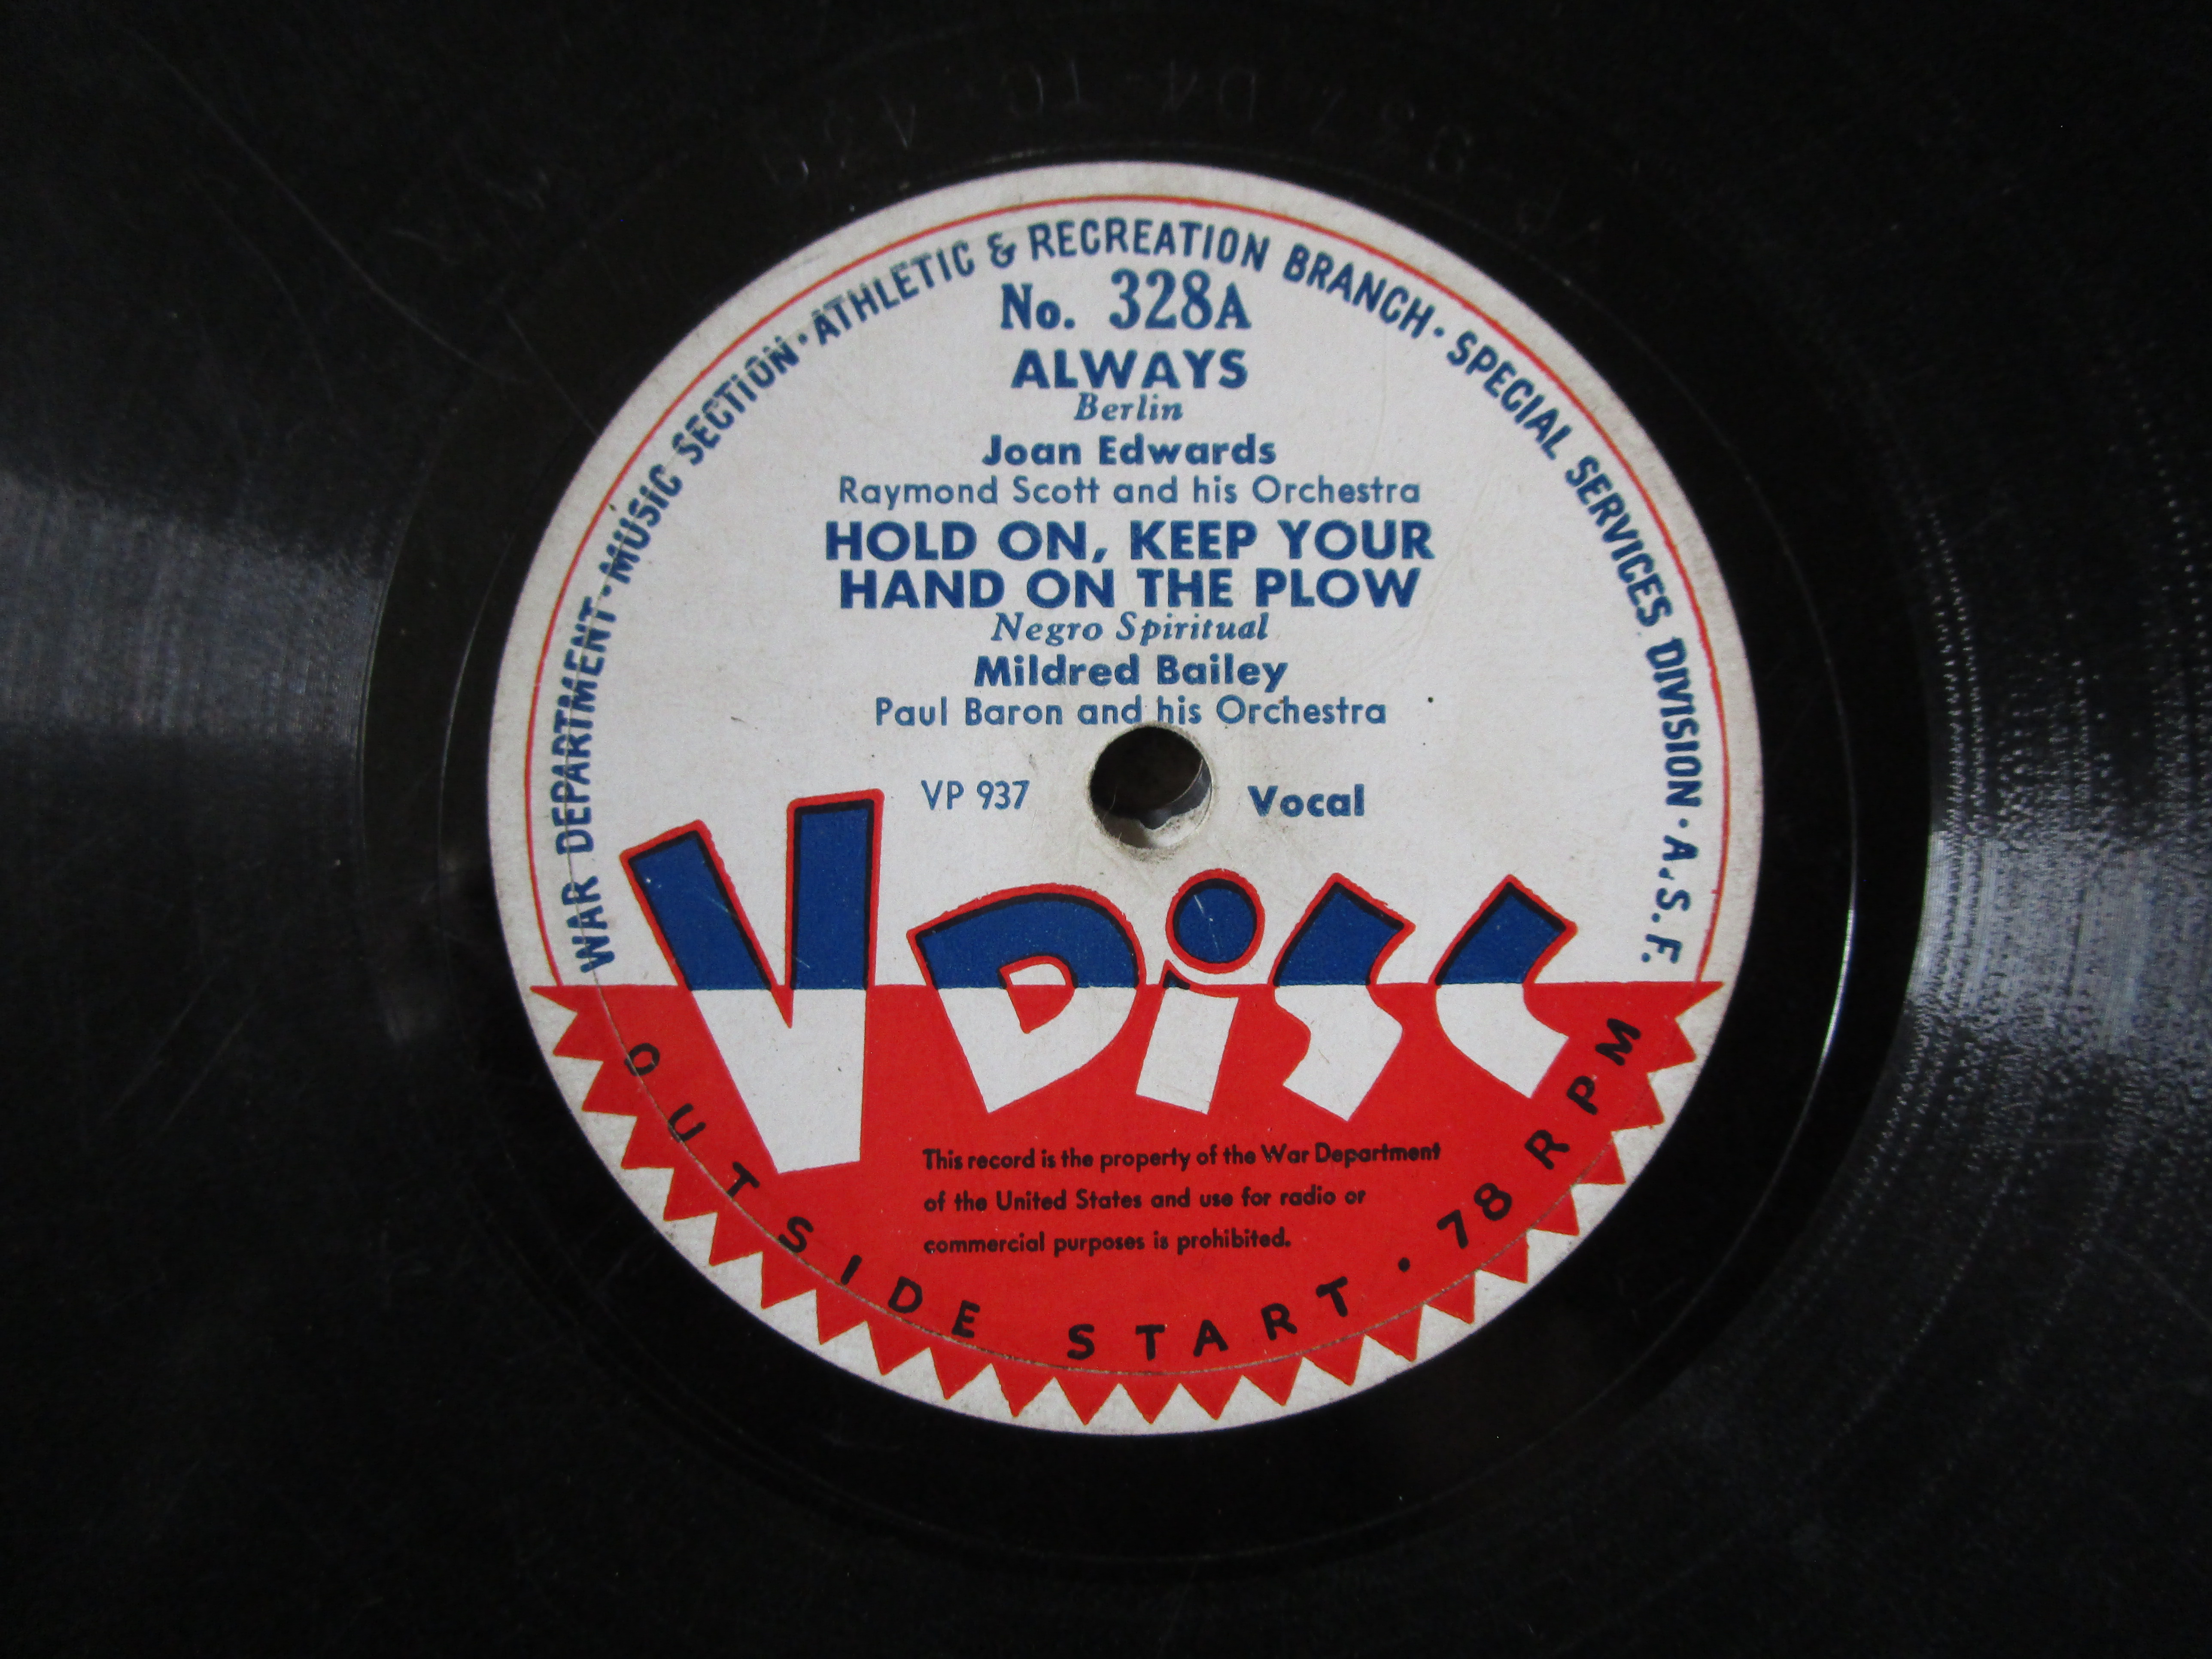 WAR DEPARTMENT · MUSIC SECTION · ATHLETIC & RECREATION BRANCH · SPECIAL SERVICES DIVISION · A.S.F.
No. 328A
ALWAYS
Berlin
Joan Edwards
Raymond Scott and his Orchestra
HOLD ON, KEEP YOUR
HAND ON THE PLOW
Negro Spiritual
Mildred Bailey
Paul Baron and his Orchestra
VP 937 Vocal
V DiSC
This record is the property of the War Department
of the United States and use for radio or
commercial purposes is prohibited.
OUTSIDE START · 78 RPM